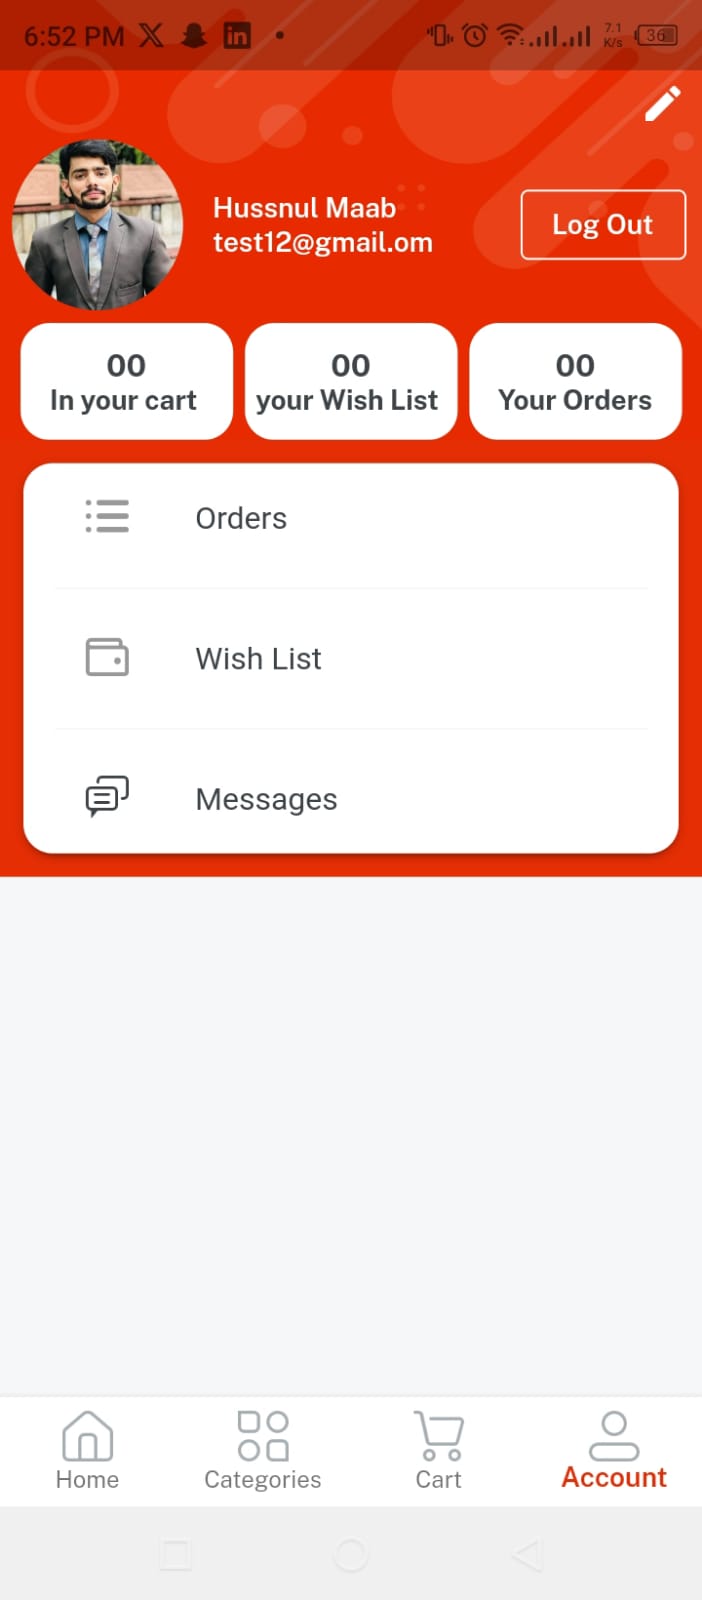 6:52 PM
7.1
K/s
36
Hussnul Maab
test12@gmail.om
Log Out
00
In your cart
00
your Wish List
00
Your Orders
Orders
Wish List
Messages
Home
Categories
Cart
Account